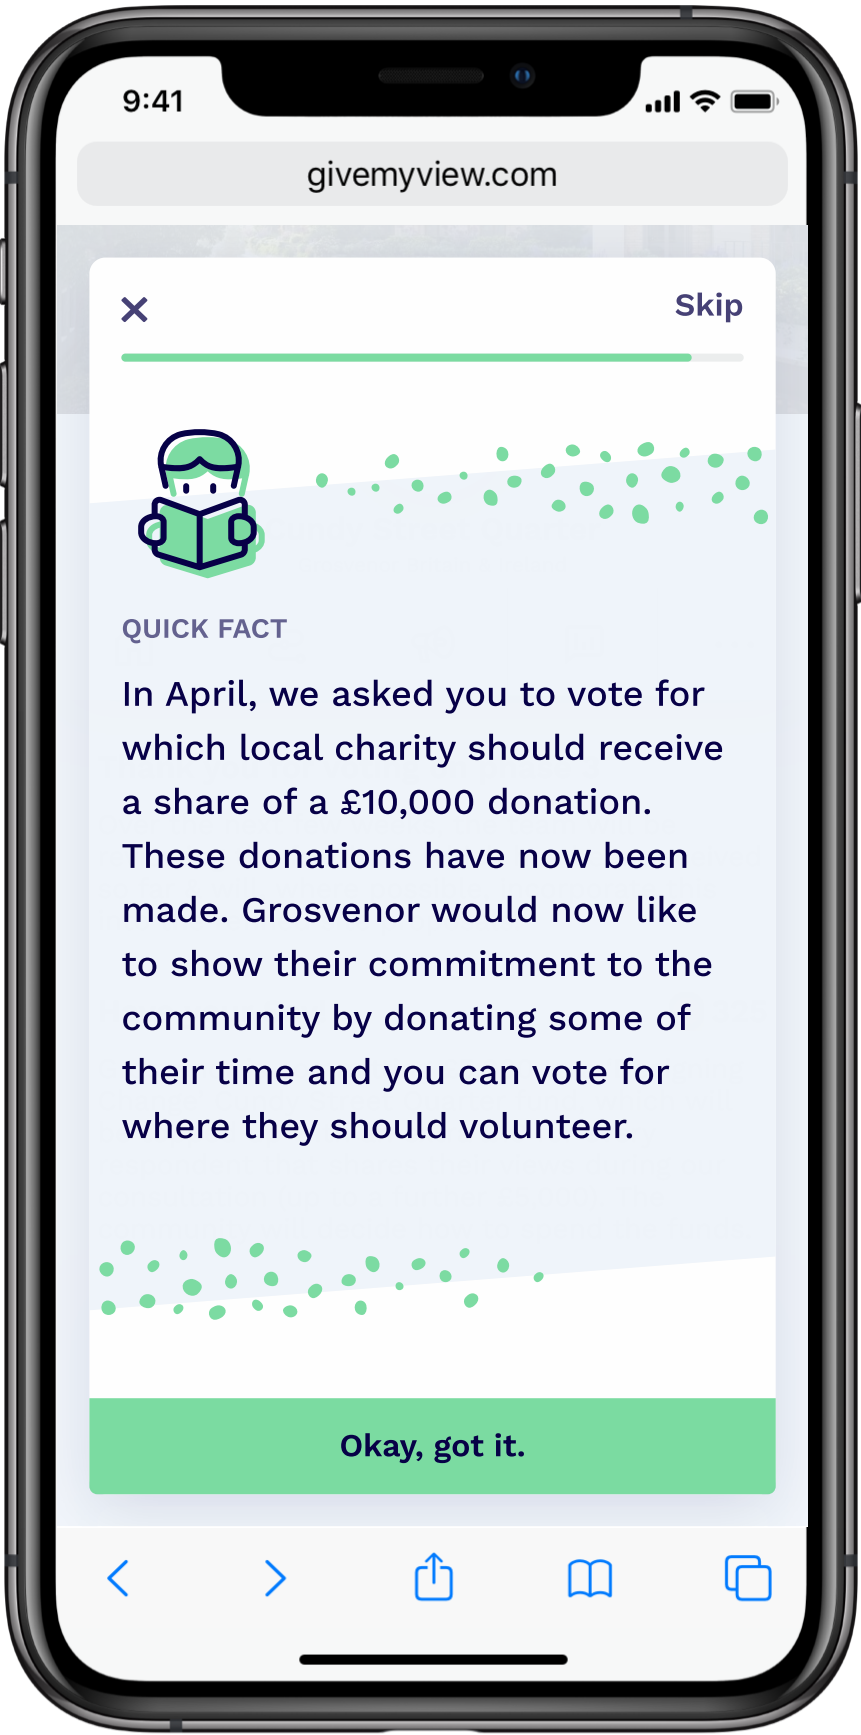 9:41
givemyview.com
Skip
QUICK FACT
In April, we asked you to vote for
which local charity should receive
a share of a £10,000 donation.
These donations have now been
made. Grosvenor would now like
to show their commitment to the
community by donating some of
their time and you can vote for
where they should volunteer.
Okay, got it.